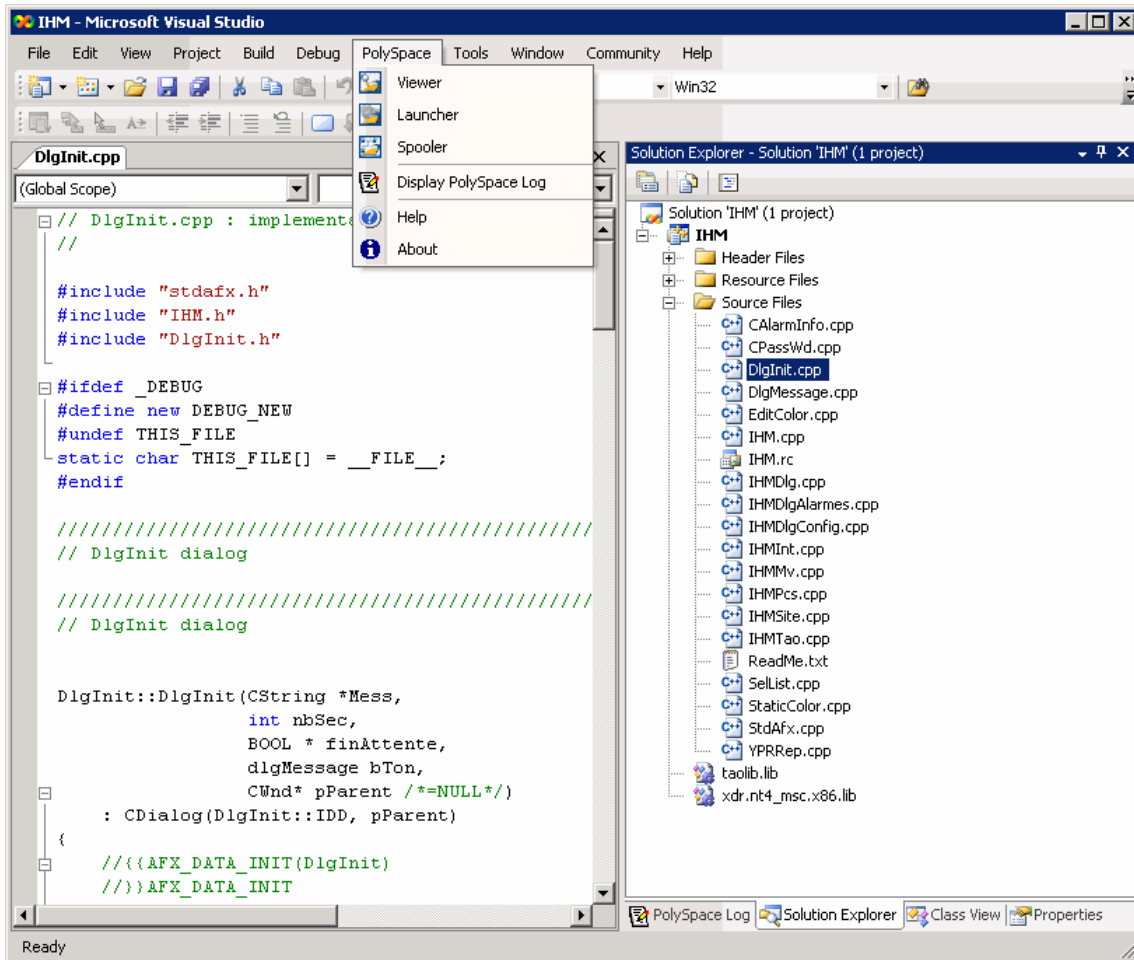 IHM - Microsoft Visual Studio
File Edit View Project Build Debug PolySpace Tools Window Community Help
Win32
Viewer
Launcher
Spooler
Display PolySpace Log
Help
About
DlgInit.cpp
(Global Scope)
// DlgInit.cpp : implementa
//
#include "stdafx.h"
#include "IHM.h"
#include "DlgInit.h"
#ifdef _DEBUG
#define new DEBUG_NEW
#undef THIS_FILE
static char THIS_FILE[] = __FILE__;
#endif
////////////////////////////////////////////////
// DlgInit dialog
////////////////////////////////////////////////
// DlgInit dialog
DlgInit::DlgInit(CString *Mess,
int nbSec,
BOOL * finAttente,
dlgMessage bTon,
CWnd* pParent /*=NULL*/)
: CDialog(DlgInit::IDD, pParent)
{
//{{AFX_DATA_INIT(DlgInit)
//}}AFX_DATA_INIT
Solution Explorer - Solution 'IHM' (1 project)
Solution 'IHM' (1 project)
IHM
Header Files
Resource Files
Source Files
CAlarmInfo.cpp
CPassWd.cpp
DlgInit.cpp
DlgMessage.cpp
EditColor.cpp
IHM.cpp
IHM.rc
IHMDlg.cpp
IHMDlgAlarmes.cpp
IHMDlgConfig.cpp
IHMInt.cpp
IHMMv.cpp
IHMPcs.cpp
IHMSite.cpp
IHMTao.cpp
ReadMe.txt
SelList.cpp
StaticColor.cpp
StdAfx.cpp
YPRRep.cpp
taolib.lib
xdr.nt4_msc.x86.lib
PolySpace Log Solution Explorer Class View Properties
Ready